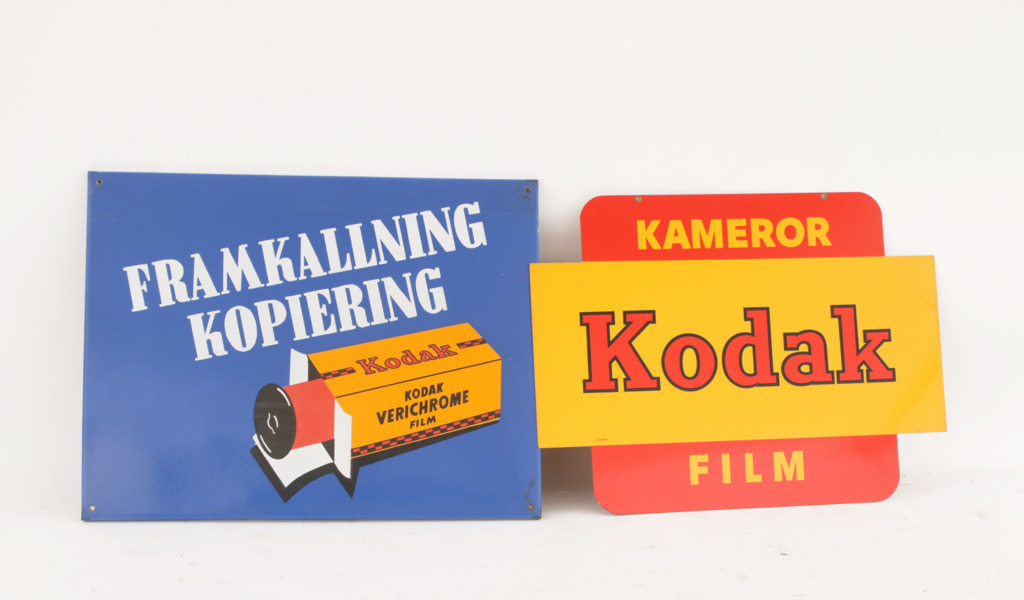 FRAMKALLNING
KOPIERING
Kodak
KODAK
VERICHROME
FILM
KAMEROR
Kodak
FILM